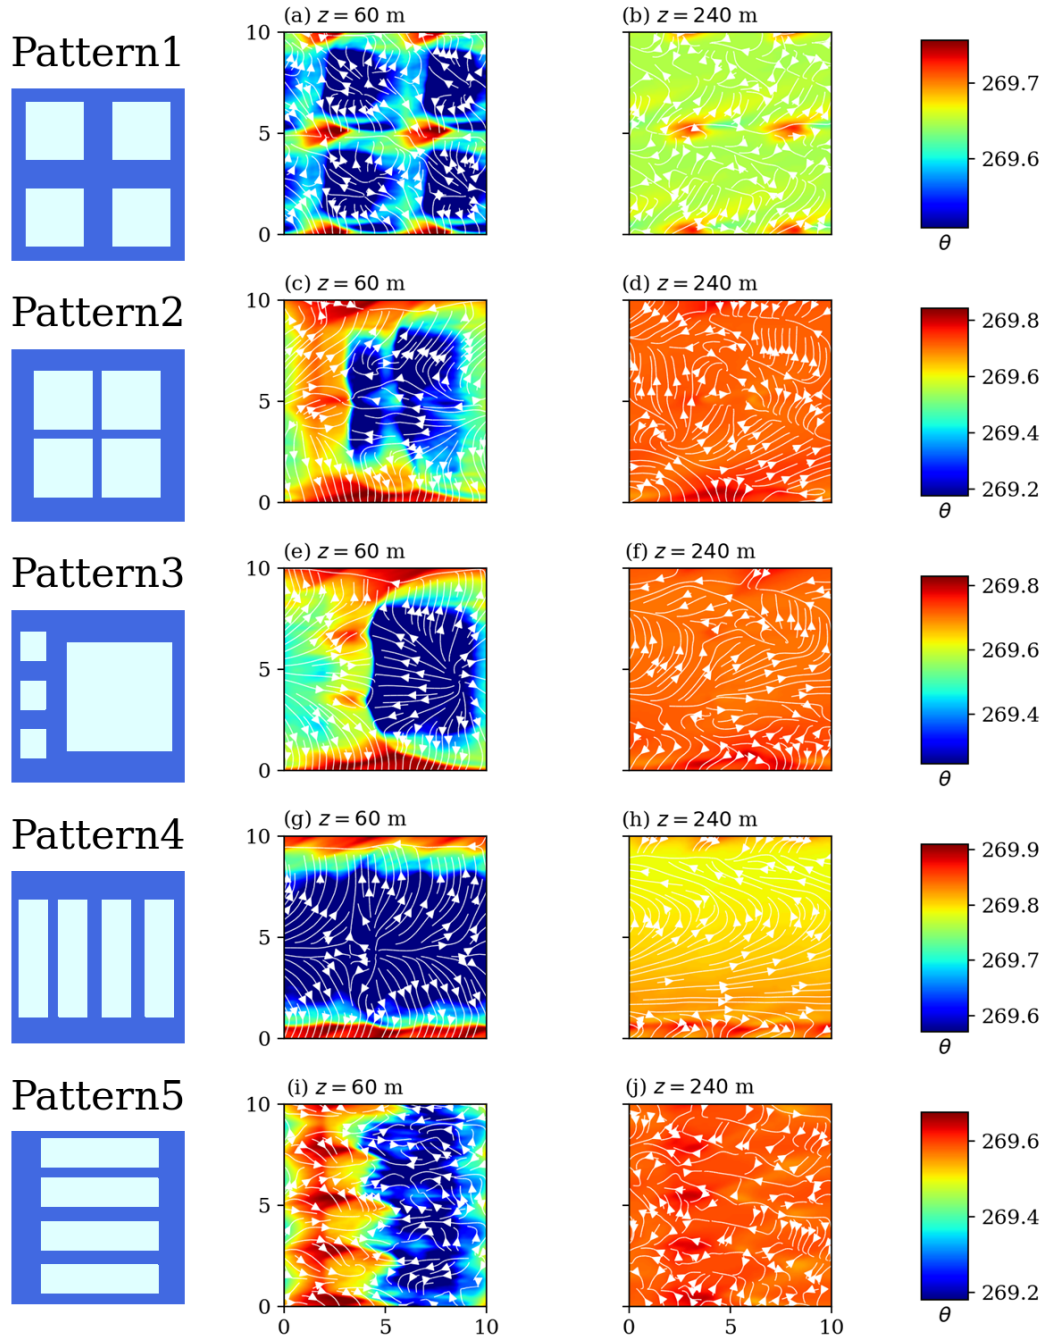 (a) z = 60 m
(b) z = 240 m
Pattern1
10
5
0
269.7
269.6
θ
Pattern2
(c) z = 60 m
(d) z = 240 m
10
5
0
269.8
269.6
269.4
269.2
θ
Pattern3
(e) z = 60 m
(f) z = 240 m
10
5
0
269.8
269.6
269.4
θ
Pattern4
(g) z = 60 m
(h) z = 240 m
10
5
0
269.9
269.8
269.7
269.6
θ
Pattern5
(i) z = 60 m
(j) z = 240 m
10
5
0
0 5 10
0 5 10
269.6
269.4
269.2
θ